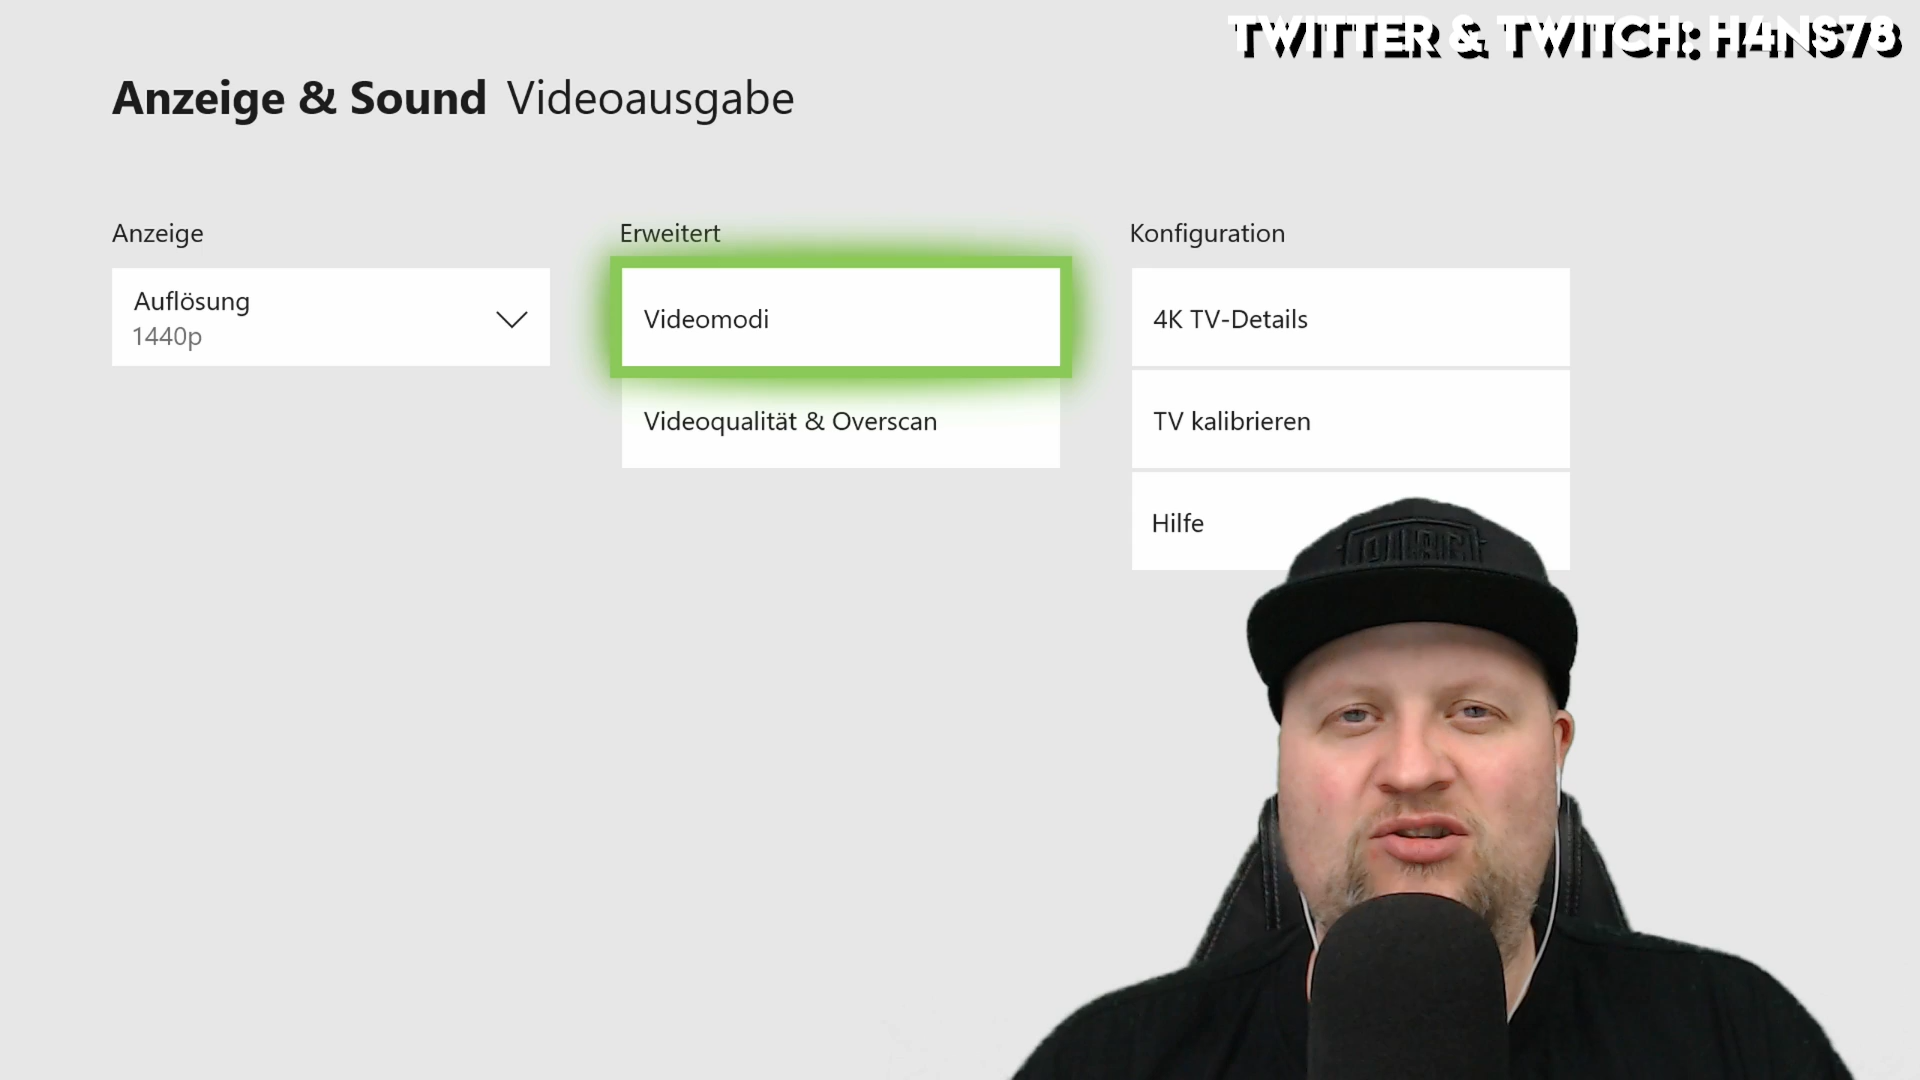 TWITTER & TWITCH: H4NS78
Anzeige & Sound Videoausgabe
Anzeige
Auflösung
1440p
Erweitert
Videomodi
Videoqualität & Overscan
Konfiguration
4K TV-Details
TV kalibrieren
Hilfe